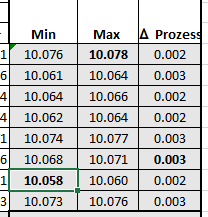 Min Max Δ Prozess
1 10.076 10.078 0.002
6 10.061 10.064 0.003
4 10.064 10.066 0.002
4 10.062 10.064 0.002
1 10.074 10.077 0.003
6 10.068 10.071 0.003
1 10.058 10.060 0.002
3 10.073 10.076 0.003